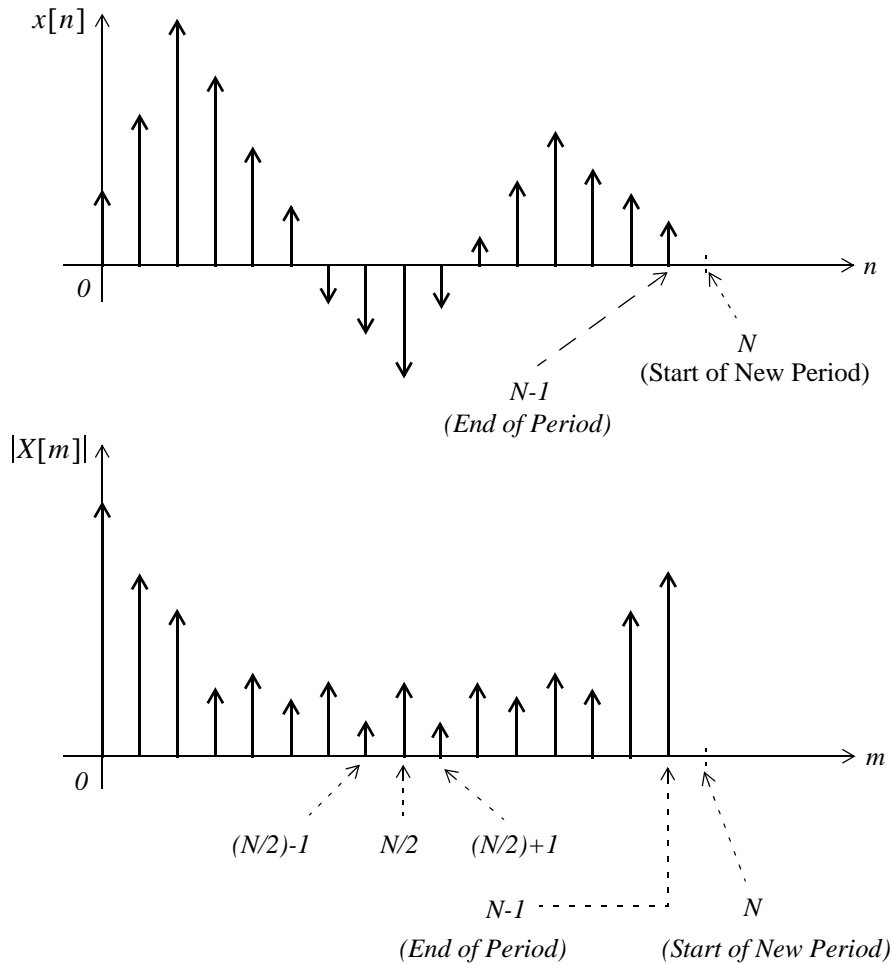 x[n]
0
n
N
(Start of New Period)
N-1
(End of Period)
|X[m]|
0
m
(N/2)-1 N/2 (N/2)+1
N-1 N
(End of Period) (Start of New Period)